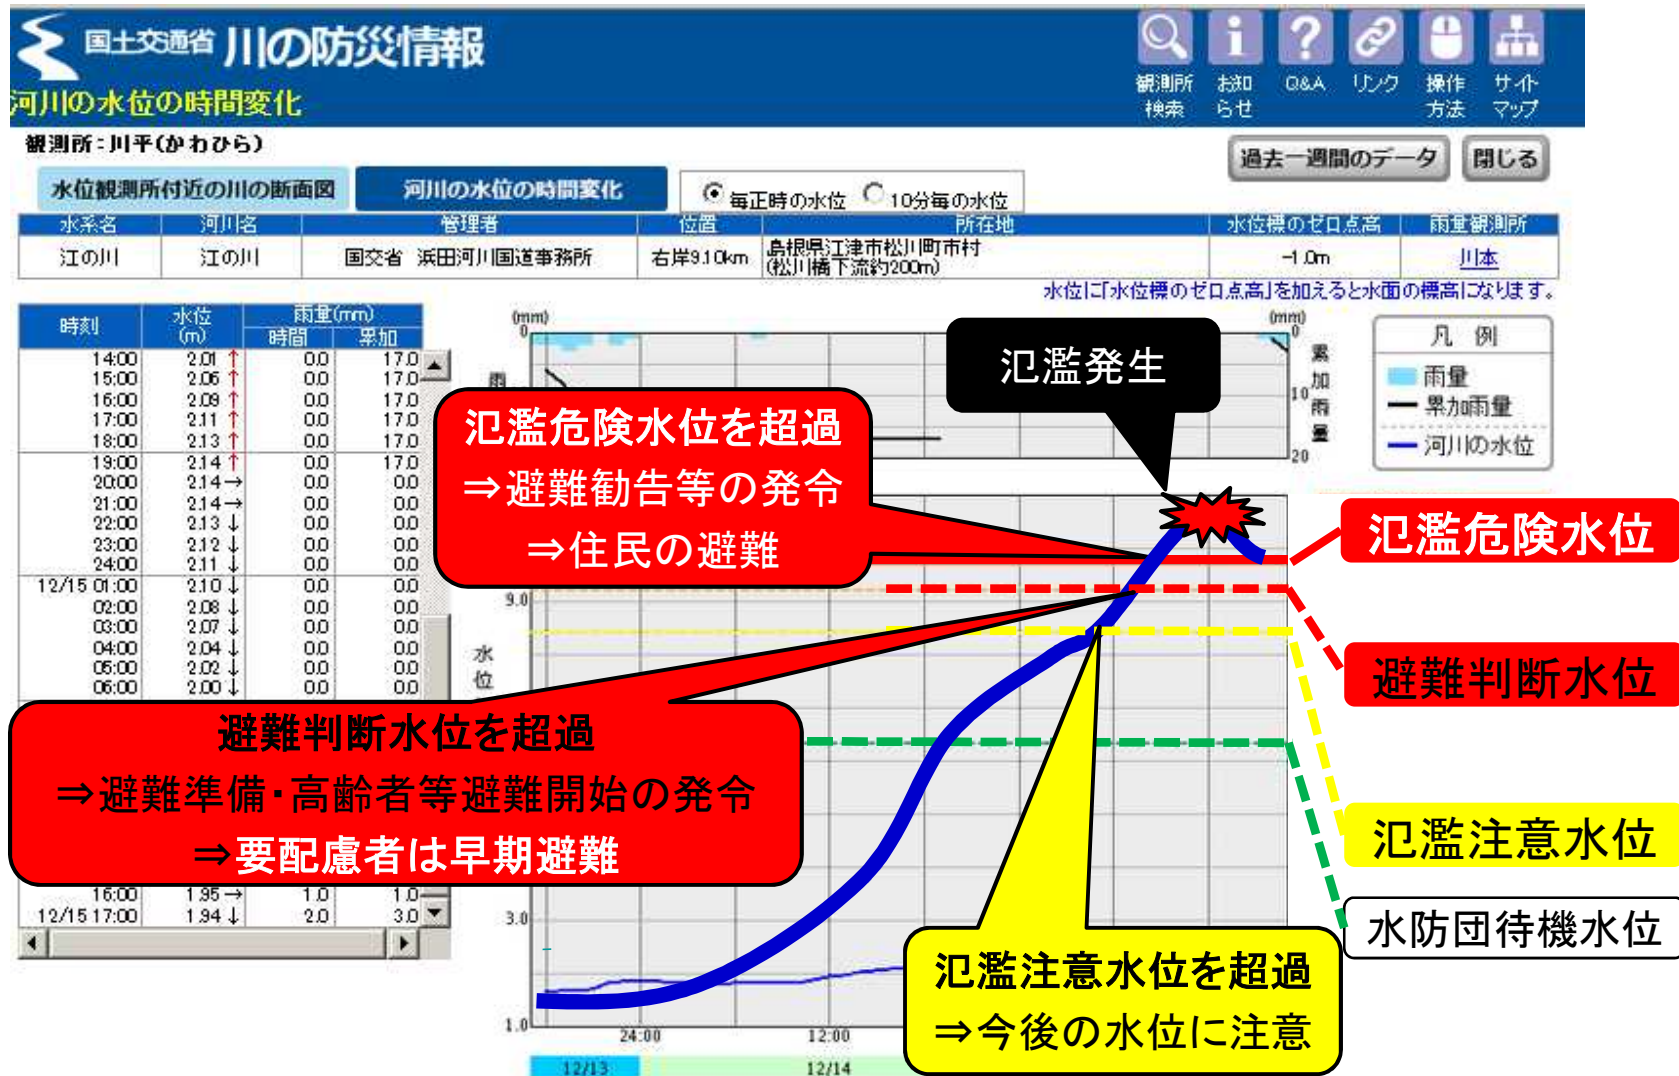 国土交通省 川の防災情報
観測所検索
お知らせ
Q&A
リンク
操作方法
サイトマップ
河川の水位の時間変化
観測所:川平(かわひら)
過去一週間のデータ 閉じる
水位観測所付近の川の断面図 河川の水位の時間変化 毎正時の水位 10分毎の水位
水系名 河川名 管理者 位置 所在地 水位標のゼロ点高 雨量観測所
江の川 江の川 国交省 浜田河川国道事務所 右岸9.10km 島根県江津市松川町市村 -1.0m 川本
(松川橋下流約200m)
水位に「水位標のゼロ点高」を加えると水面の標高になります。
時刻 水位(m) 雨量(mm)
時間 累加
14:00 2.01 ↑ 0.0 17.0
15:00 2.06 ↑ 0.0 17.0
16:00 2.09 ↑ 0.0 17.0
17:00 2.11 ↑ 0.0 17.0
18:00 2.13 ↑ 0.0 17.0
19:00 2.14 ↑ 0.0 17.0
20:00 2.14 → 0.0 0.0
21:00 2.14 → 0.0 0.0
22:00 2.13 ↓ 0.0 0.0
23:00 2.12 ↓ 0.0 0.0
24:00 2.11 ↓ 0.0 0.0
12/15 01:00 2.10 ↓ 0.0 0.0
02:00 2.08 ↓ 0.0 0.0
03:00 2.07 ↓ 0.0 0.0
04:00 2.04 ↓ 0.0 0.0
05:00 2.02 ↓ 0.0 0.0
06:00 2.00 ↓ 0.0 0.0
16:00 1.95 → 1.0 1.0
12/15 17:00 1.94 ↓ 2.0 3.0
(mm)
0
雨
(mm)
0
10
20
累加雨量
凡 例
雨量
累加雨量
河川の水位
氾濫発生
氾濫危険水位を超過
⇒避難勧告等の発令
⇒住民の避難
氾濫危険水位
9.0
水位
避難判断水位
避難判断水位を超過
⇒避難準備・高齢者等避難開始の発令
⇒要配慮者は早期避難
氾濫注意水位
3.0
水防団待機水位
氾濫注意水位を超過
⇒今後の水位に注意
1.0
24:00 12:00
12/13 12/14